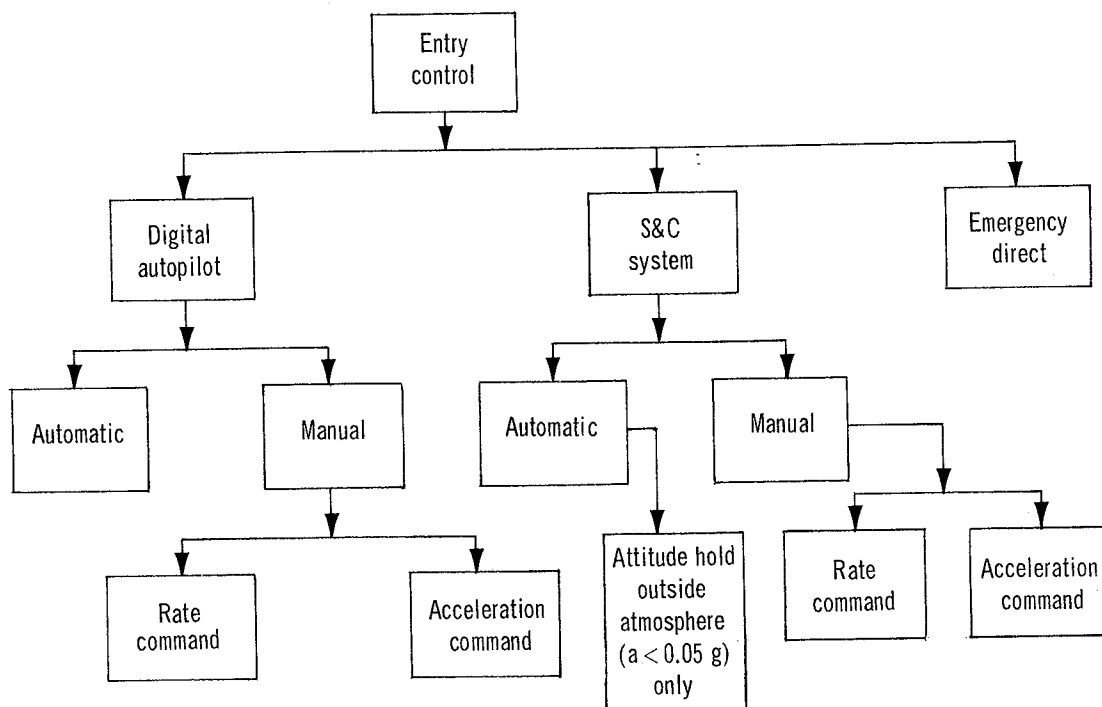 Entry
control
Digital
autopilot
S&C
system
Emergency
direct
Automatic
Manual
Automatic
Manual
Rate
command
Acceleration
command
Attitude hold
outside
atmosphere
(a < 0.05 g)
only
Rate
command
Acceleration
command